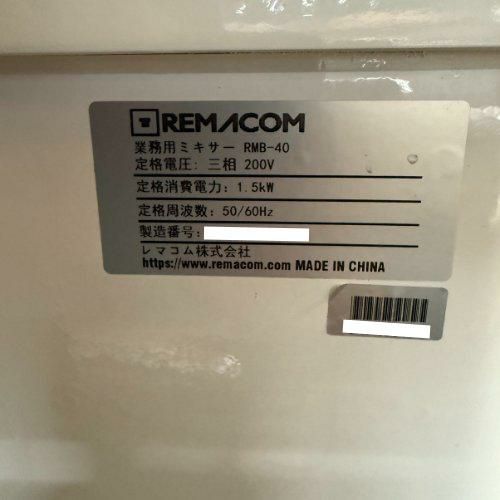 REMACOM
業務用ミキサー RMB-40
定格電圧: 三相 200V
定格消費電力: 1.5kW
定格周波数: 50/60Hz
製造番号:
レマコム株式会社
https://www.remacom.com MADE IN CHINA